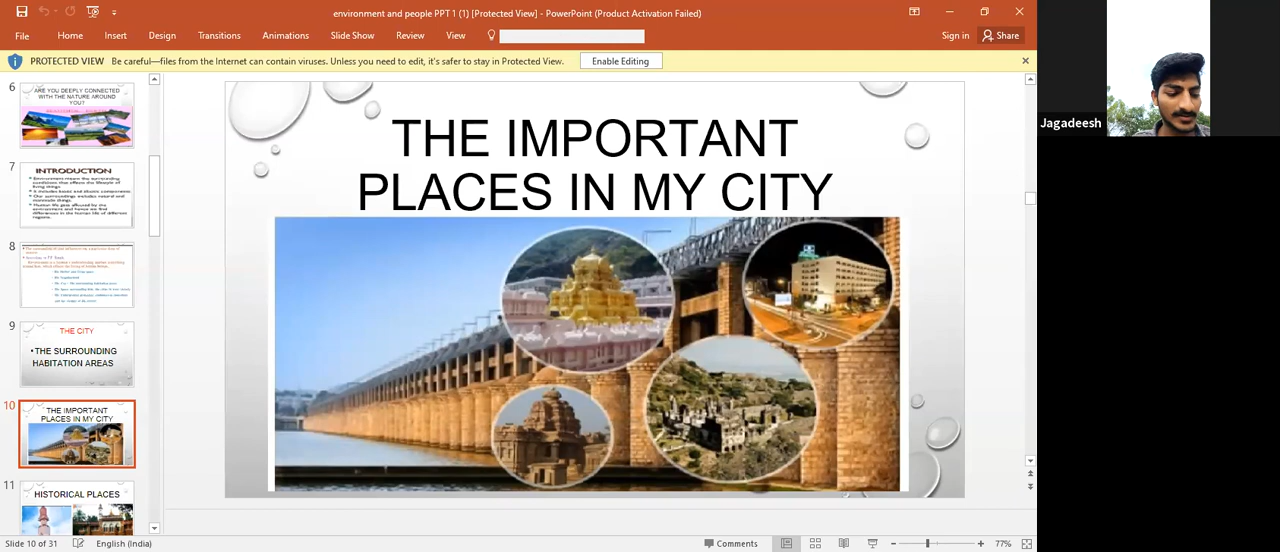 environment and people PPT 1 (1) [Protected View] - PowerPoint (Product Activation Failed)
File Home Insert Design Transitions Animations Slide Show Review View Sign in Share
PROTECTED VIEW Be careful—files from the Internet can contain viruses. Unless you need to edit, it's safer to stay in Protected View. Enable Editing
6
ARE YOU DEEPLY CONNECTED
WITH THE NATURE AROUND
YOU?
7
INTRODUCTION
8
9
THE CITY
•THE SURROUNDING
HABITATION AREAS
10
THE IMPORTANT
PLACES IN MY CITY
11
HISTORICAL PLACES
THE IMPORTANT
PLACES IN MY CITY
Jagadeesh
Slide 10 of 31 English (India) Comments 77%